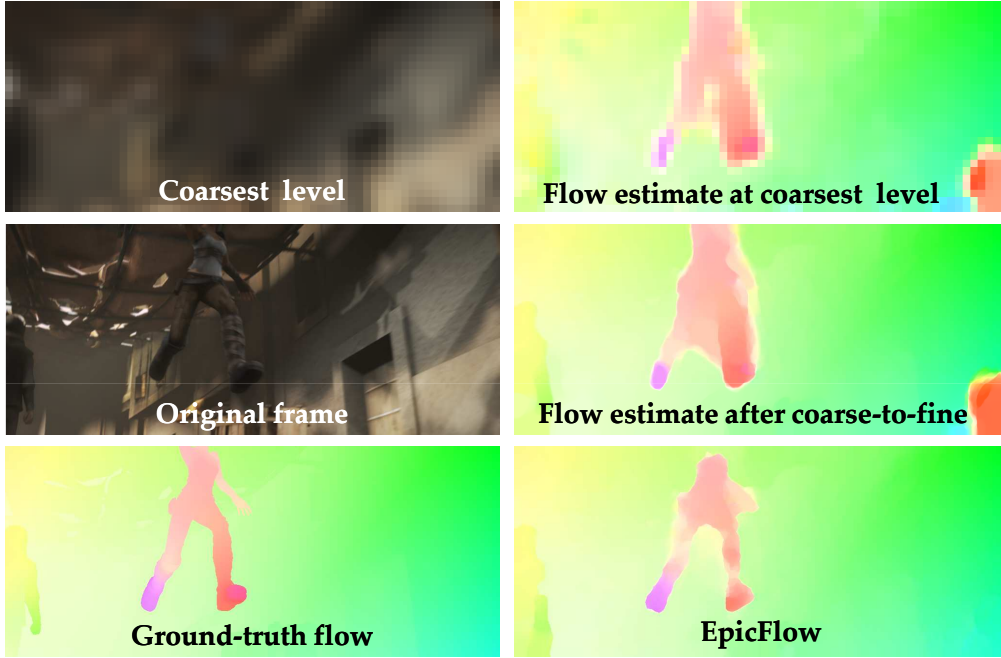 Coarsest level
Flow estimate at coarsest level
Original frame
Flow estimate after coarse-to-fine
Ground-truth flow
EpicFlow